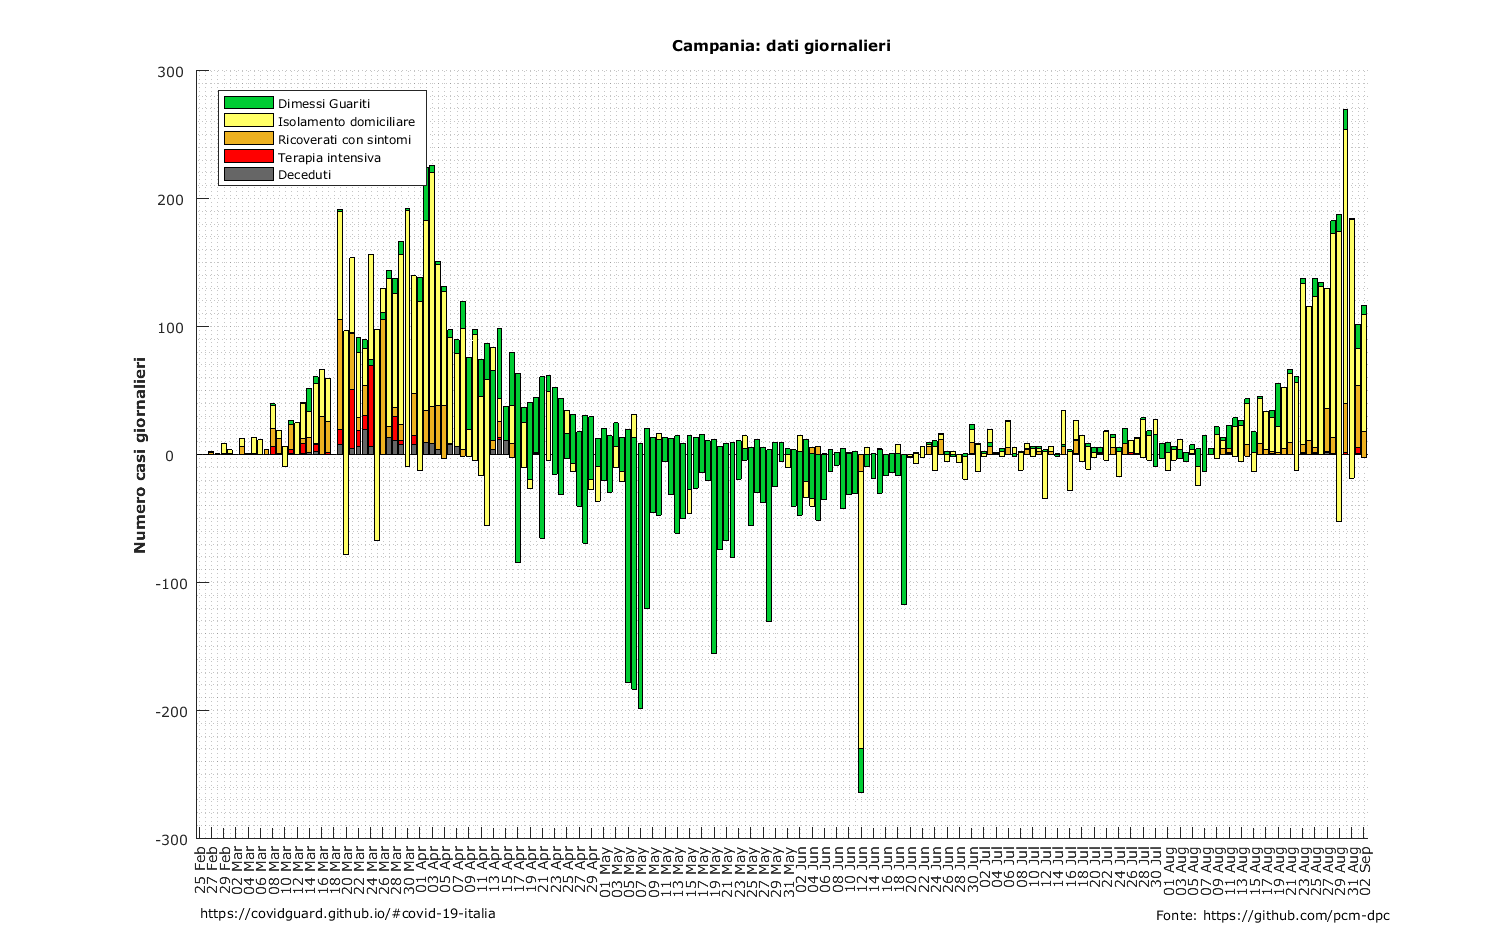 Campania: dati giornalieri
300
200
100
0
-100
-200
-300
Numero casi giornalieri
Dimessi Guariti
Isolamento domiciliare
Ricoverati con sintomi
Terapia intensiva
Deceduti
25 Feb
27 Feb
29 Feb
02 Mar
04 Mar
06 Mar
08 Mar
10 Mar
12 Mar
14 Mar
16 Mar
18 Mar
20 Mar
22 Mar
24 Mar
26 Mar
28 Mar
30 Mar
01 Apr
03 Apr
05 Apr
07 Apr
09 Apr
11 Apr
13 Apr
15 Apr
17 Apr
19 Apr
21 Apr
23 Apr
25 Apr
27 Apr
29 Apr
01 May
03 May
05 May
07 May
09 May
11 May
13 May
15 May
17 May
19 May
21 May
23 May
25 May
27 May
29 May
31 May
02 Jun
04 Jun
06 Jun
08 Jun
10 Jun
12 Jun
14 Jun
16 Jun
18 Jun
20 Jun
22 Jun
24 Jun
26 Jun
28 Jun
30 Jun
02 Jul
04 Jul
06 Jul
08 Jul
10 Jul
12 Jul
14 Jul
16 Jul
18 Jul
20 Jul
22 Jul
24 Jul
26 Jul
28 Jul
30 Jul
01 Aug
03 Aug
05 Aug
07 Aug
09 Aug
11 Aug
13 Aug
15 Aug
17 Aug
19 Aug
21 Aug
23 Aug
25 Aug
27 Aug
29 Aug
31 Aug
02 Sep
https://covidguard.github.io/#covid-19-italia
Fonte: https://github.com/pcm-dpc